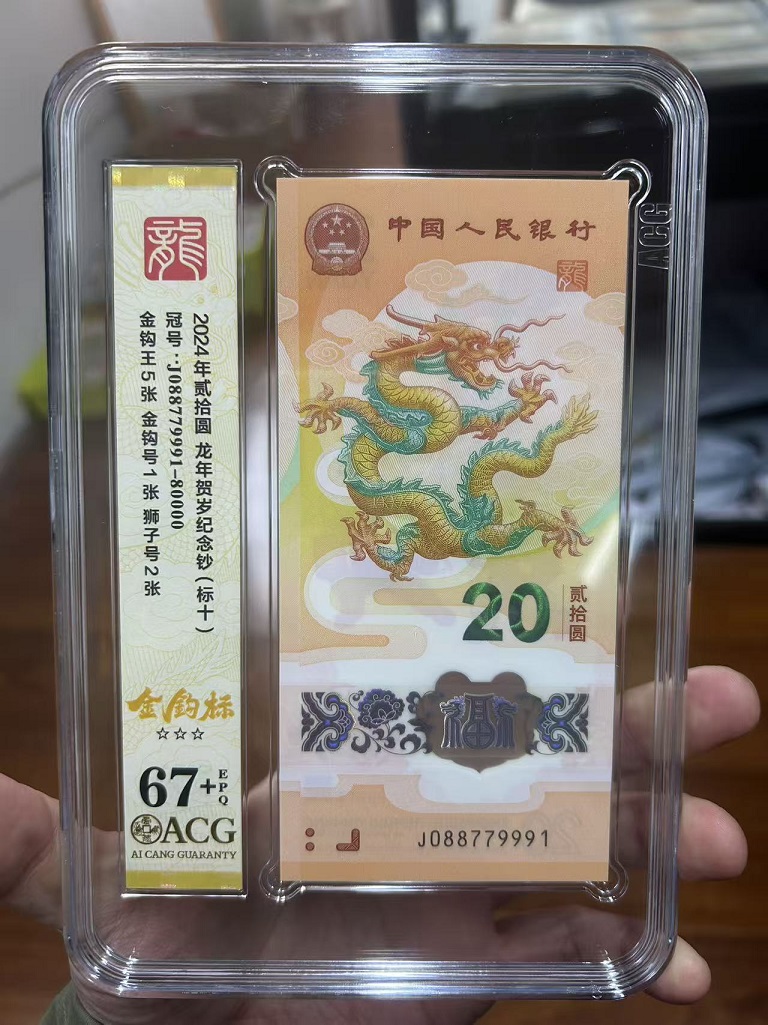 龍
2024年贰拾圆 龙年贺岁纪念钞（标十）
冠号：J088779991-80000
金钩王5张 金钩号1张 狮子号2张
金钩标
☆☆☆
67+EPQ
ACG
AI CANG GUARANTY
中国人民银行
龍
20
贰拾圆
福
J088779991
ACG